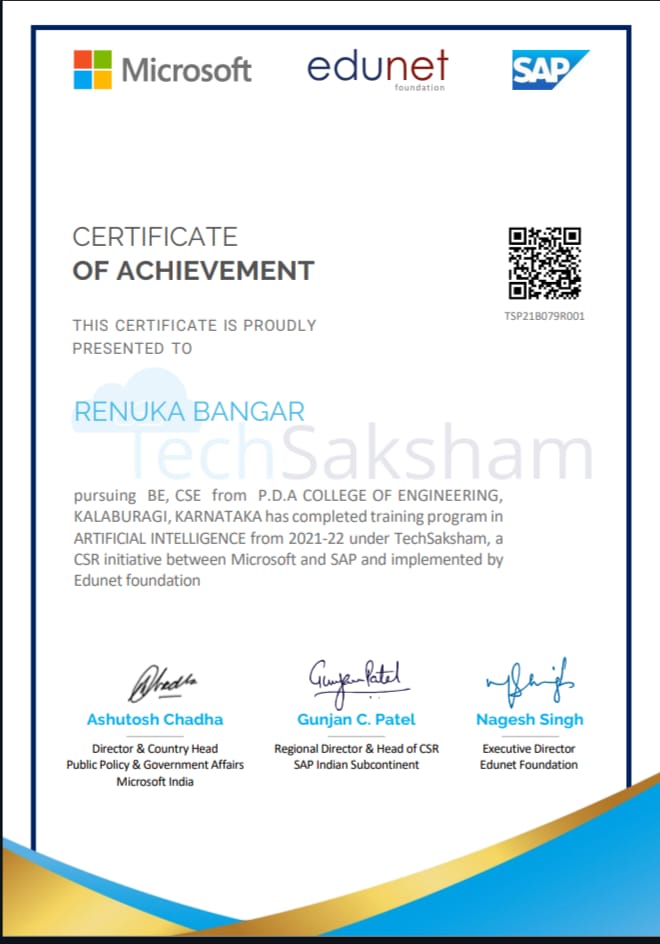 Microsoft
edunet
foundation
SAP
CERTIFICATE
OF ACHIEVEMENT
TSP21B079R001
THIS CERTIFICATE IS PROUDLY
PRESENTED TO
RENUKA BANGAR
TechSaksham
pursuing BE, CSE from P.D.A COLLEGE OF ENGINEERING,
KALABURAGI, KARNATAKA has completed training program in
ARTIFICIAL INTELLIGENCE from 2021-22 under TechSaksham, a
CSR initiative between Microsoft and SAP and implemented by
Edunet foundation
Gunjan Patel
Ashutosh Chadha
Director & Country Head
Public Policy & Government Affairs
Microsoft India
Gunjan C. Patel
Regional Director & Head of CSR
SAP Indian Subcontinent
Nagesh Singh
Executive Director
Edunet Foundation